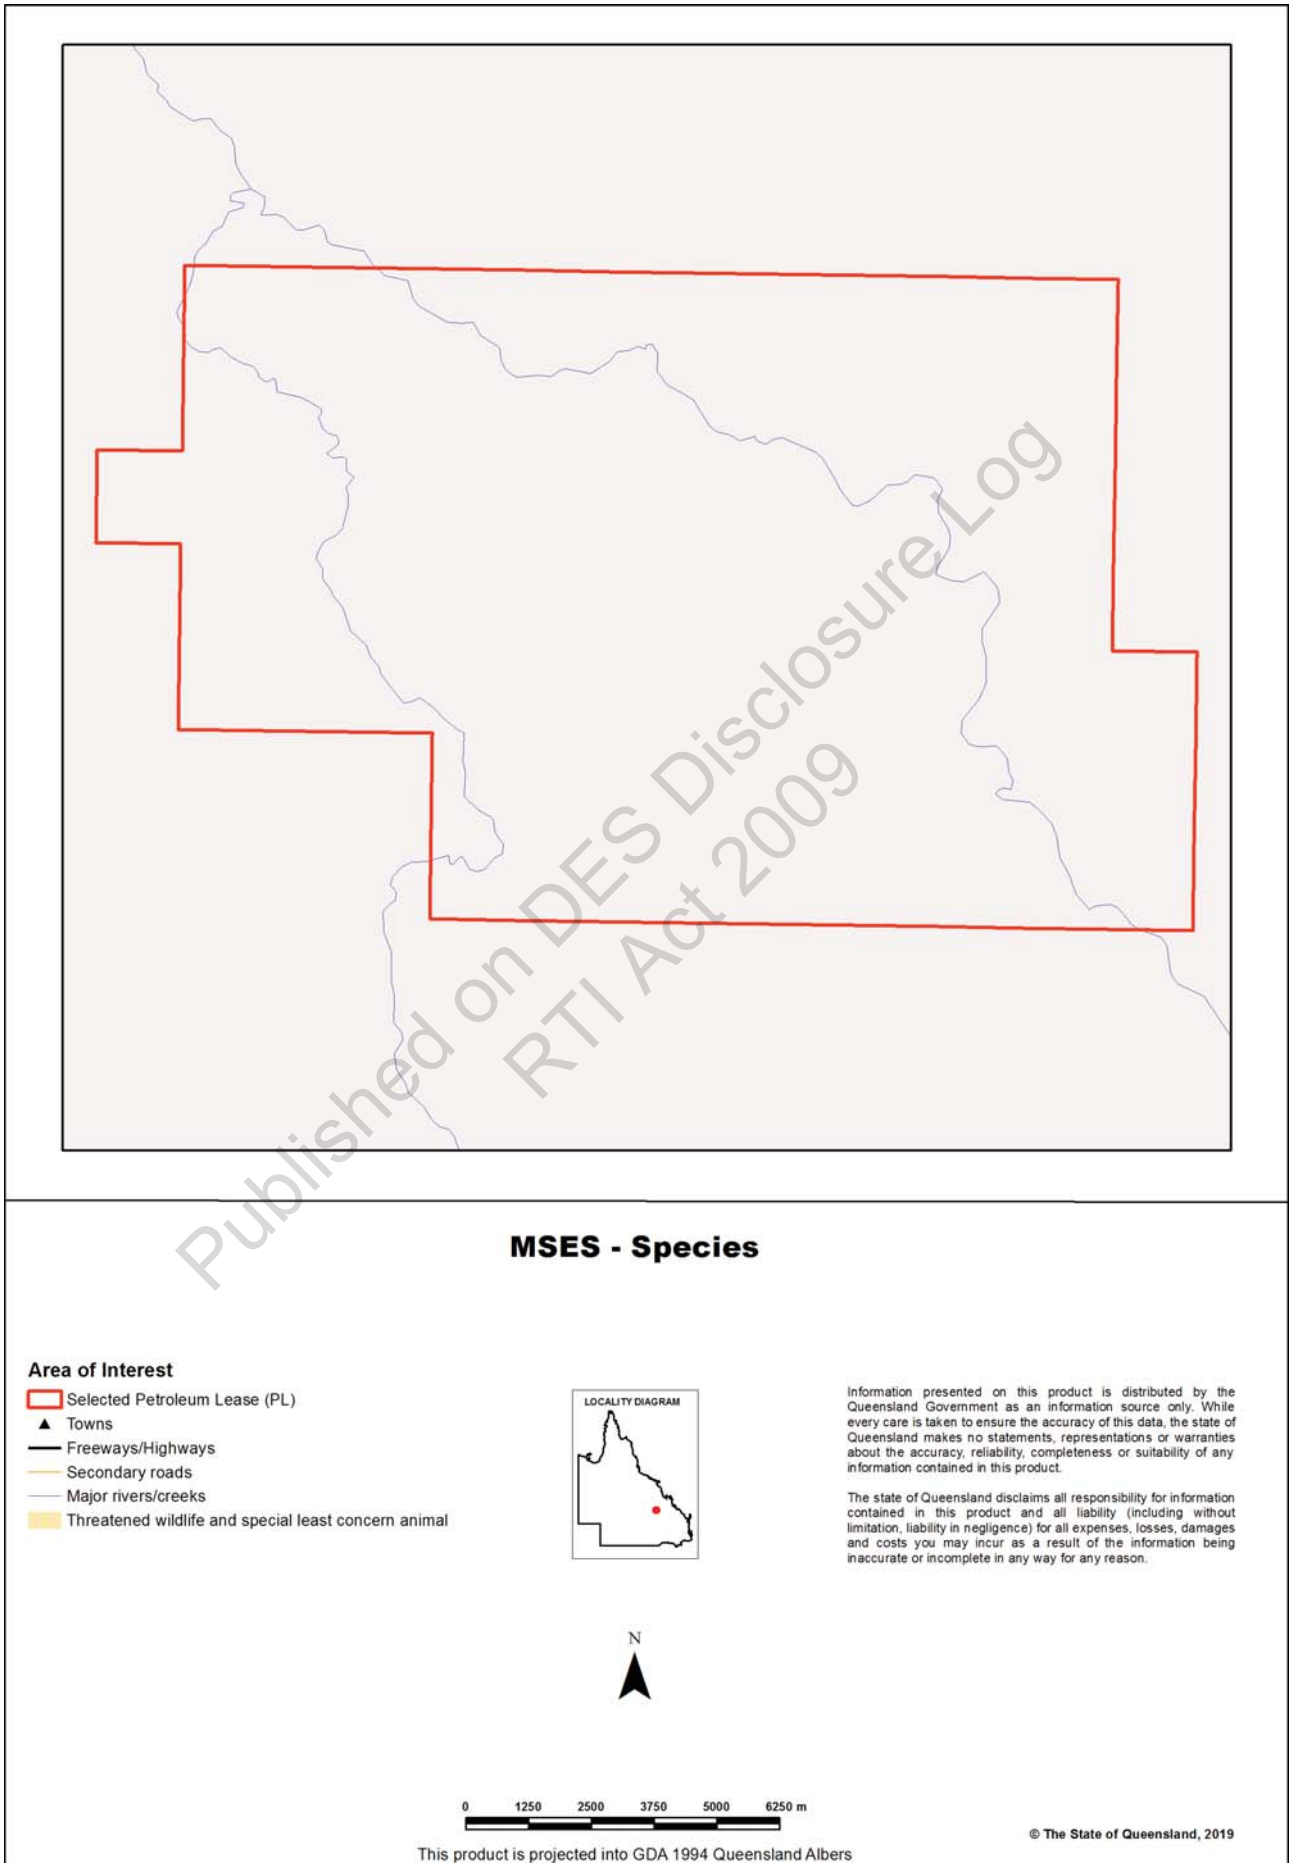 Published on DES Disclosure Log
RTI Act 2009
MSES - Species
Area of Interest
Selected Petroleum Lease (PL)
Towns
Freeways/Highways
Secondary roads
Major rivers/creeks
Threatened wildlife and special least concern animal
LOCALITY DIAGRAM
Information presented on this product is distributed by the
Queensland Government as an information source only. While
every care is taken to ensure the accuracy of this data, the state of
Queensland makes no statements, representations or warranties
about the accuracy, reliability, completeness or suitability of any
information contained in this product.
The state of Queensland disclaims all responsibility for information
contained in this product and all liability (including without
limitation, liability in negligence) for all expenses, losses, damages
and costs you may incur as a result of the information being
inaccurate or incomplete in any way for any reason.
N
0 1250 2500 3750 5000 6250 m
This product is projected into GDA 1994 Queensland Albers
© The State of Queensland, 2019